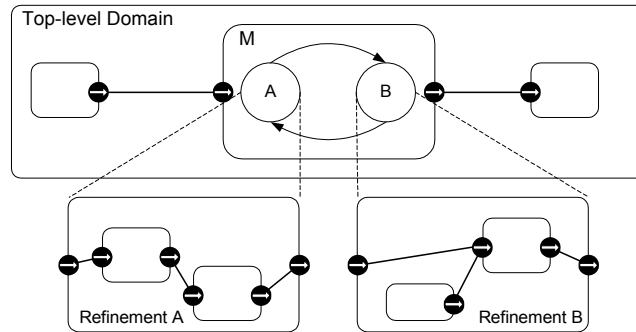 Top-level Domain
M
A
B
Refinement A
Refinement B